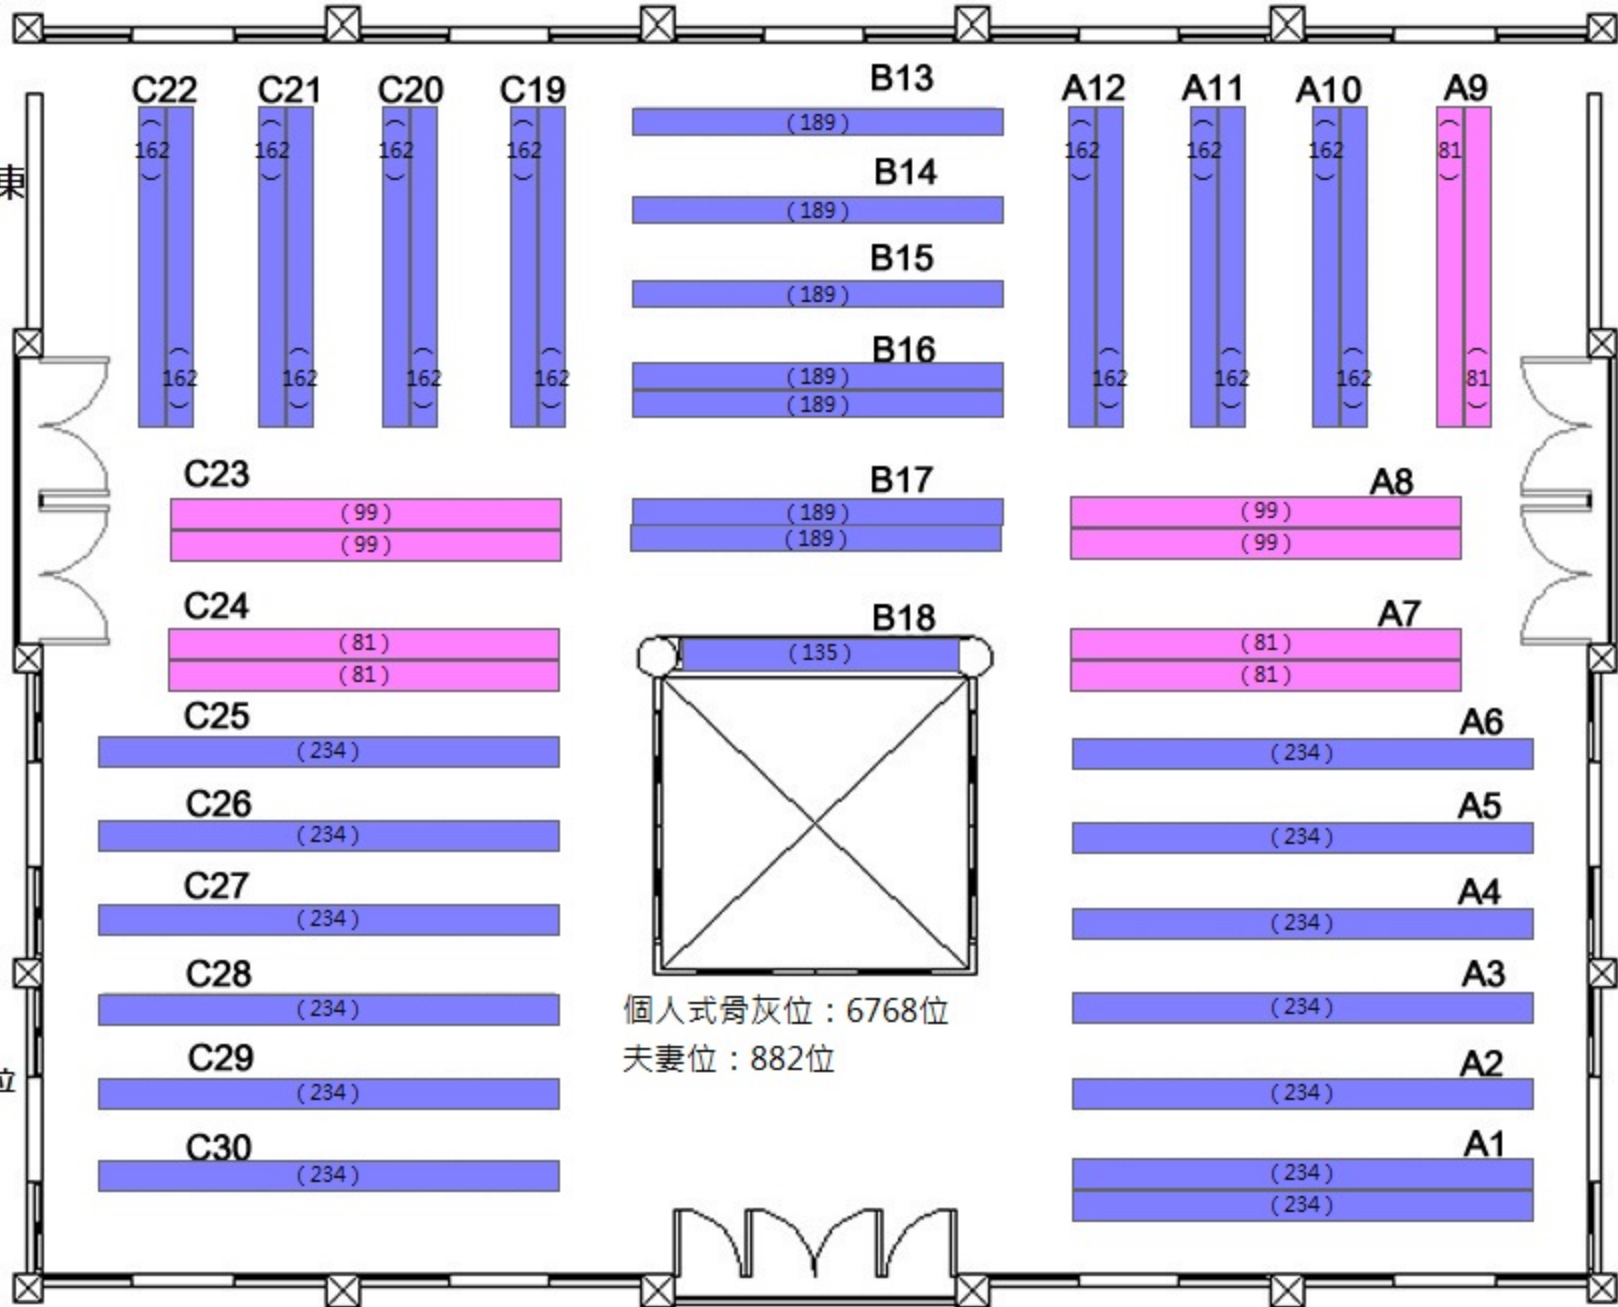 C22
C21
C20
C19
B13
A12
A11
A10
A9
(162)
(162)
(162)
(162)
(189)
(162)
(162)
(162)
(81)
東
B14
(189)
B15
(189)
B16
(162)
(162)
(162)
(162)
(189)
(189)
(162)
(162)
(162)
(81)
C23
(99)
(99)
B17
(189)
(189)
A8
(99)
(99)
C24
(81)
(81)
B18
(135)
A7
(81)
(81)
C25
(234)
A6
(234)
C26
(234)
A5
(234)
C27
(234)
A4
(234)
C28
(234)
個人式骨灰位：6768位
A3
(234)
C29
(234)
夫妻位：882位
A2
(234)
位
C30
(234)
A1
(234)
(234)